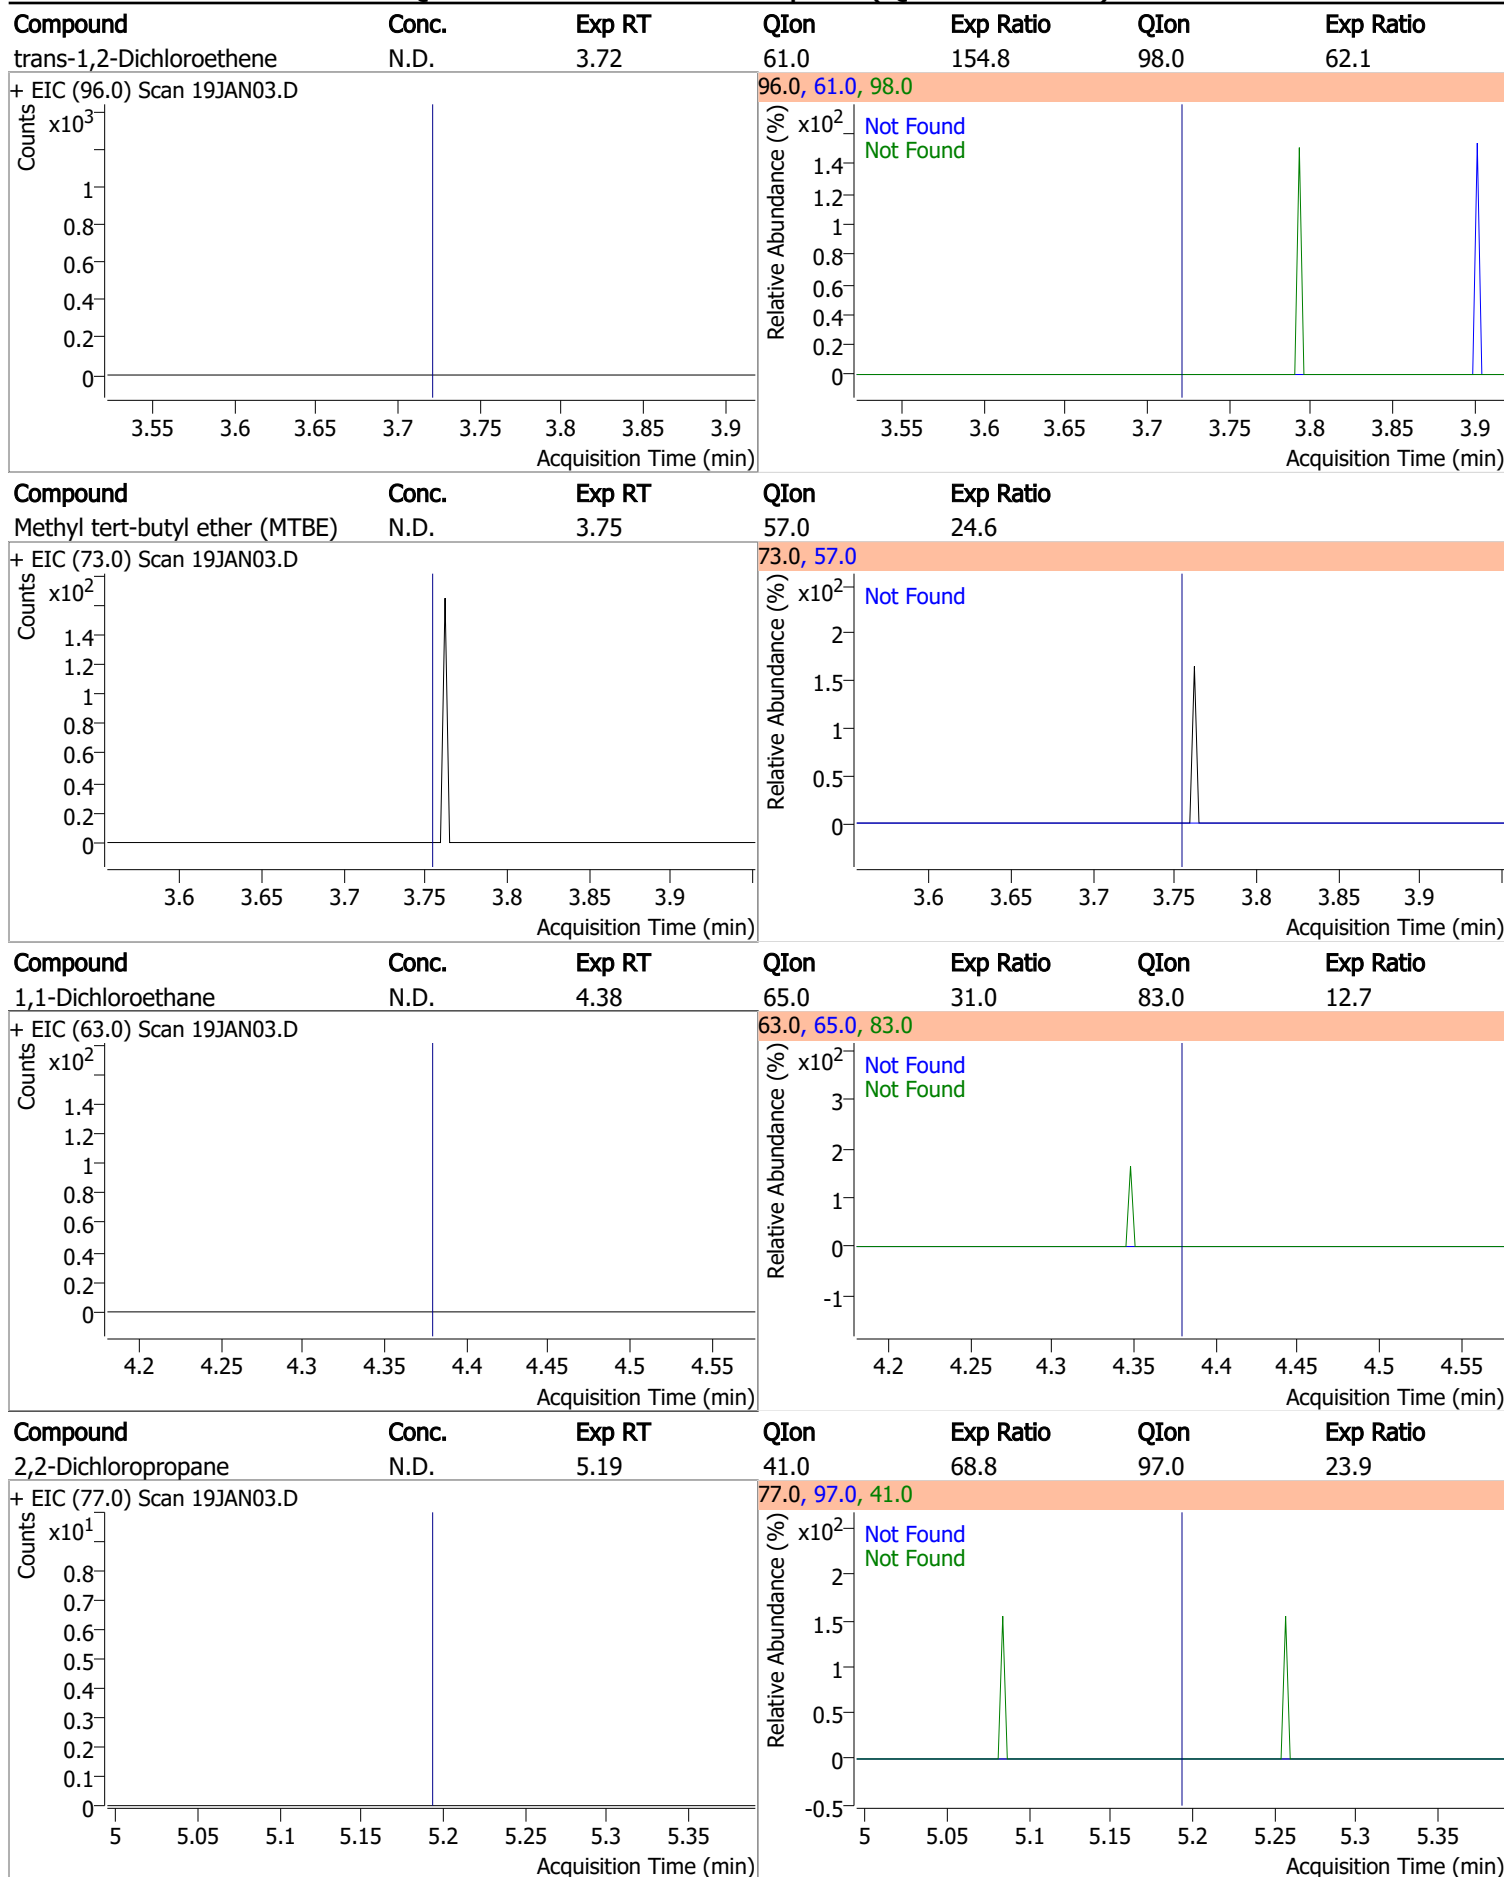 Compound Conc. Exp RT QIon Exp Ratio QIon Exp Ratio
trans-1,2-Dichloroethene N.D. 3.72 61.0 154.8 98.0 62.1
+ EIC (96.0) Scan 19JAN03.D
Counts
x10³
1
0.8
0.6
0.4
0.2
0
3.55 3.6 3.65 3.7 3.75 3.8 3.85 3.9
Acquisition Time (min)
96.0, 61.0, 98.0
Relative Abundance (%)
x10²
Not Found
Not Found
1.4
1.2
1
0.8
0.6
0.4
0.2
0
3.55 3.6 3.65 3.7 3.75 3.8 3.85 3.9
Acquisition Time (min)
Compound Conc. Exp RT QIon Exp Ratio
Methyl tert-butyl ether (MTBE) N.D. 3.75 57.0 24.6
+ EIC (73.0) Scan 19JAN03.D
Counts
x10²
1.4
1.2
1
0.8
0.6
0.4
0.2
0
3.6 3.65 3.7 3.75 3.8 3.85 3.9
Acquisition Time (min)
73.0, 57.0
Relative Abundance (%)
x10²
Not Found
2
1.5
1
0.5
0
3.6 3.65 3.7 3.75 3.8 3.85 3.9
Acquisition Time (min)
Compound Conc. Exp RT QIon Exp Ratio QIon Exp Ratio
1,1-Dichloroethane N.D. 4.38 65.0 31.0 83.0 12.7
+ EIC (63.0) Scan 19JAN03.D
Counts
x10²
1.4
1.2
1
0.8
0.6
0.4
0.2
0
4.2 4.25 4.3 4.35 4.4 4.45 4.5 4.55
Acquisition Time (min)
63.0, 65.0, 83.0
Relative Abundance (%)
x10²
Not Found
Not Found
3
2
1
0
-1
4.2 4.25 4.3 4.35 4.4 4.45 4.5 4.55
Acquisition Time (min)
Compound Conc. Exp RT QIon Exp Ratio QIon Exp Ratio
2,2-Dichloropropane N.D. 5.19 41.0 68.8 97.0 23.9
+ EIC (77.0) Scan 19JAN03.D
Counts
x10¹
0.8
0.7
0.6
0.5
0.4
0.3
0.2
0.1
0
5 5.05 5.1 5.15 5.2 5.25 5.3 5.35
Acquisition Time (min)
77.0, 97.0, 41.0
Relative Abundance (%)
x10²
Not Found
Not Found
2
1.5
1
0.5
0
-0.5
5 5.05 5.1 5.15 5.2 5.25 5.3 5.35
Acquisition Time (min)